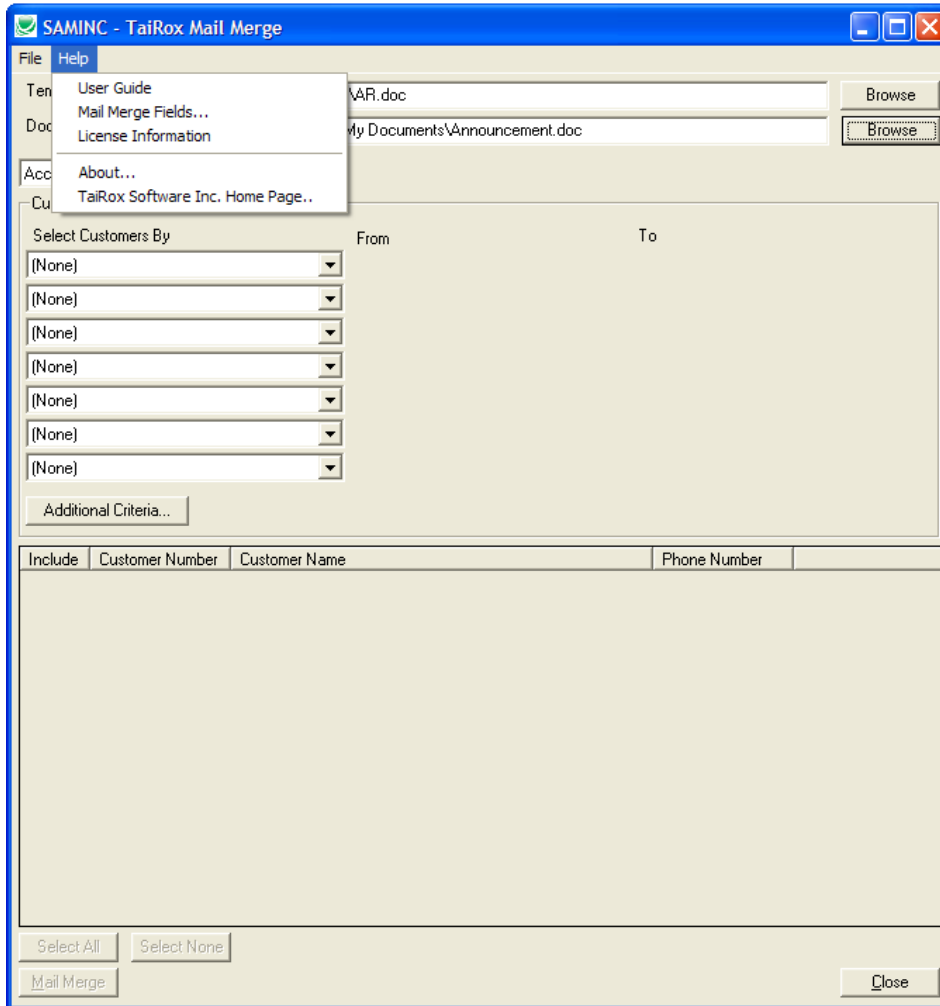 SAMINC - TaiRox Mail Merge
File Help
User Guide
Mail Merge Fields...
License Information
About...
TaiRox Software Inc. Home Page..
Tem \AR.doc Browse
Doc My Documents\Announcement.doc Browse
Acc
Cu
Select Customers By From To
(None)
(None)
(None)
(None)
(None)
(None)
(None)
Additional Criteria...
Include Customer Number Customer Name Phone Number
Select All Select None
Mail Merge Close